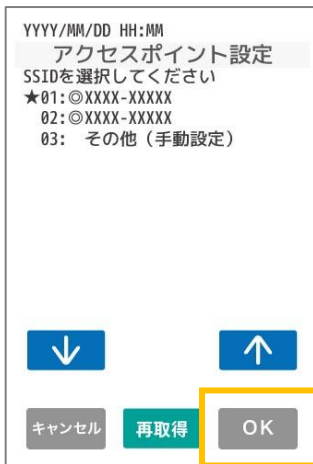 YYYY/MM/DD HH:MM
アクセスポイント設定
SSIDを選択してください
★01:◎XXXX-XXXXX
02:◎XXXX-XXXXX
03: その他（手動設定）
↓ ↑
キャンセル 再取得 OK